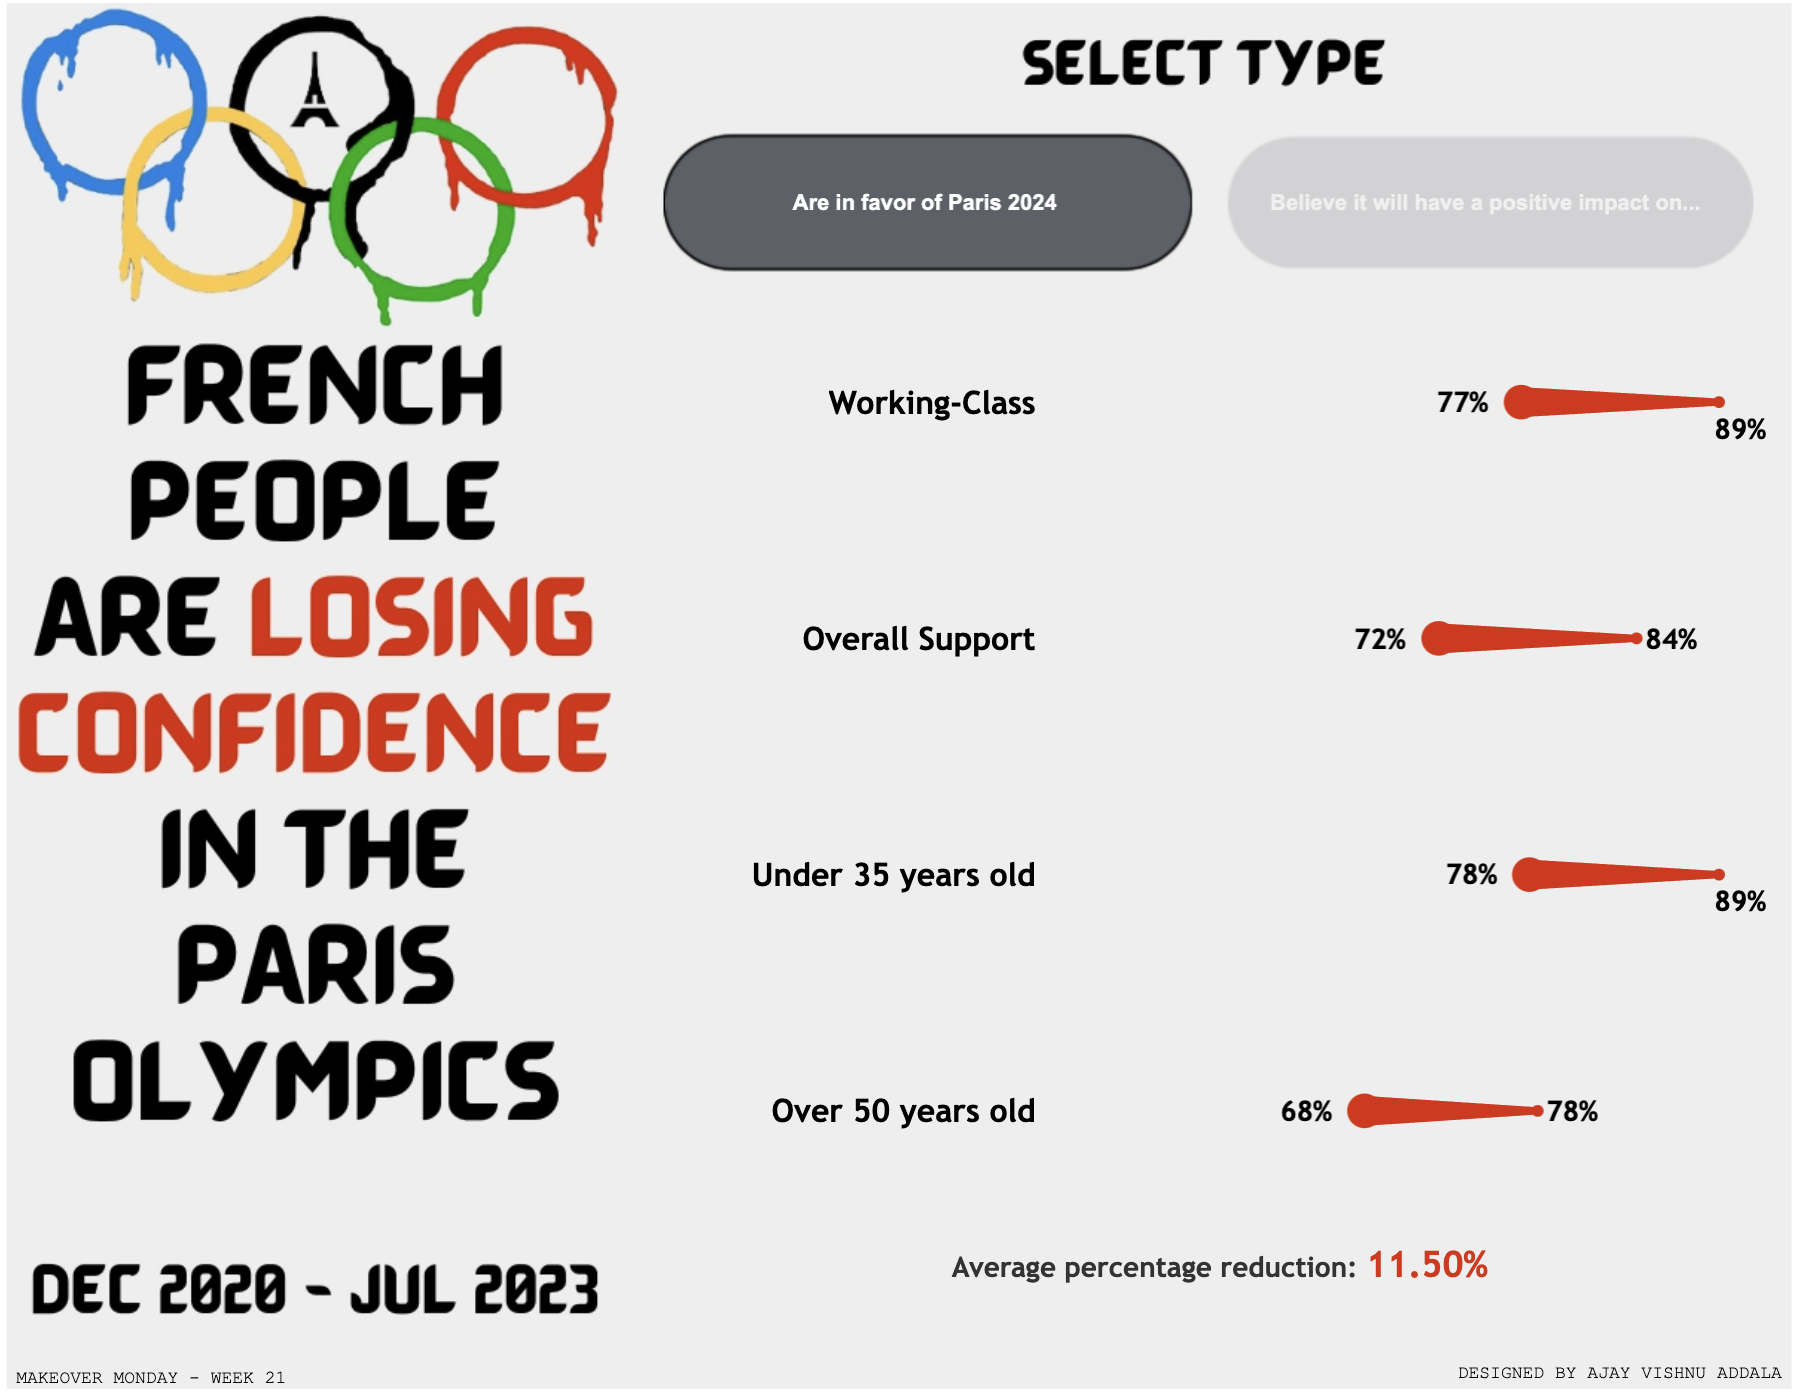 FRENCH
PEOPLE
ARE LOSING
CONFIDENCE
IN THE
PARIS
OLYMPICS
DEC 2020 - JUL 2023
SELECT TYPE
Are in favor of Paris 2024
Believe it will have a positive impact on...
Working-Class
77%
89%
Overall Support
72%
84%
Under 35 years old
78%
89%
Over 50 years old
68%
78%
Average percentage reduction: 11.50%
MAKEOVER MONDAY - WEEK 21
DESIGNED BY AJAY VISHNU ADDALA